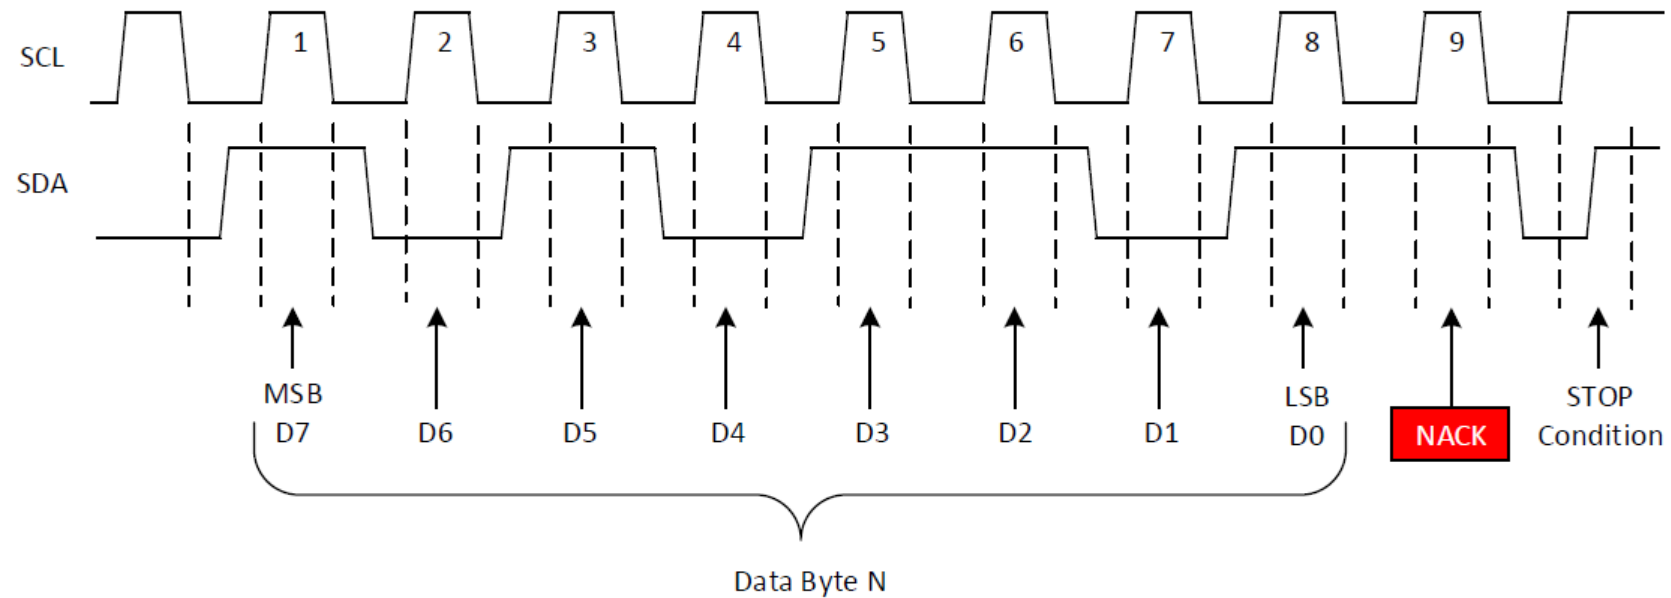 SCL
1 2 3 4 5 6 7 8 9
SDA
MSB LSB STOP
D7 D6 D5 D4 D3 D2 D1 D0 NACK Condition
Data Byte N